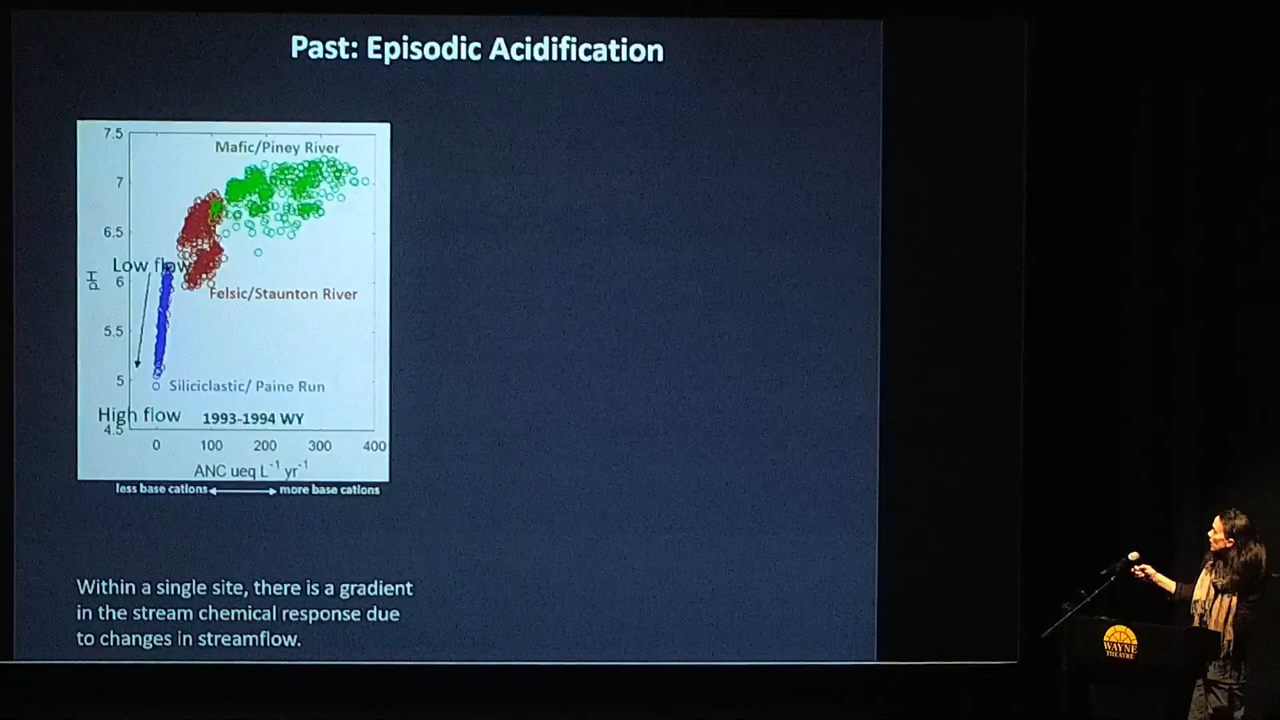 Past: Episodic Acidification
7.5
Mafic/Piney River
7
6.5
Low flow
6
pH
Felsic/Staunton River
5.5
5
Siliciclastic/ Paine Run
High flow
1993-1994 WY
4.5
0 100 200 300 400
ANC ueq L⁻¹ yr⁻¹
less base cations more base cations
Within a single site, there is a gradient
in the stream chemical response due
to changes in streamflow.
WAYNE
THEATRE